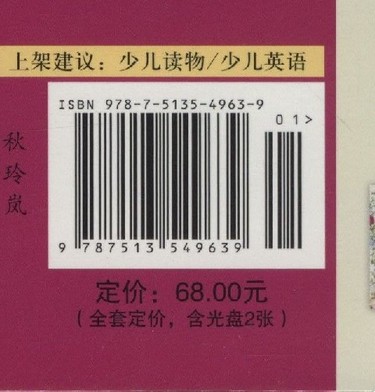 上架建议：少儿读物/少儿英语
ISBN 978-7-5135-4963-9
01>
秋
玲
岚
9 787513 549639
定价：68.00元
（全套定价，含光盘2张）